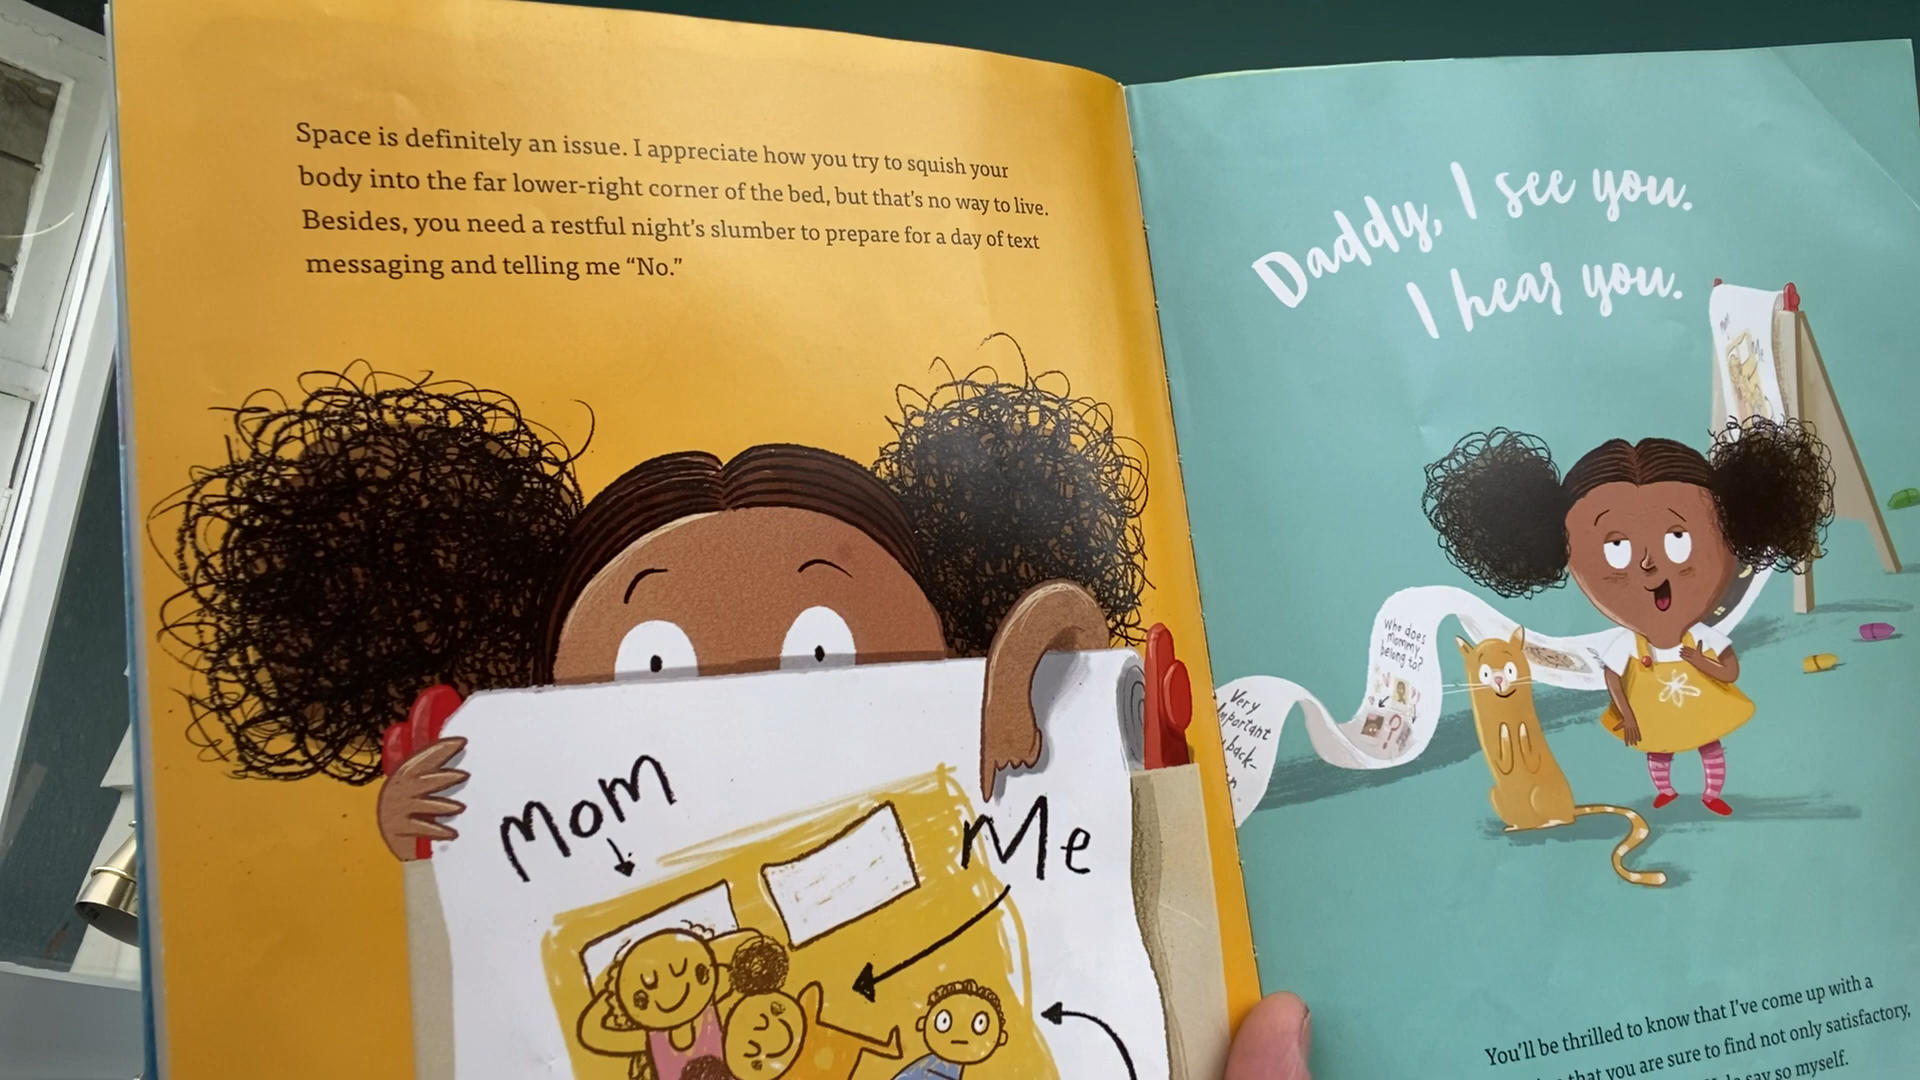 Space is definitely an issue. I appreciate how you try to squish your
body into the far lower-right corner of the bed, but that's no way to live.
Besides, you need a restful night's slumber to prepare for a day of text
messaging and telling me “No.”
Mom
Me
Daddy, I see you.
I hear you.
Mom
Me
Who does
mommy
belong to?
Very
Important
back-
You'll be thrilled to know that I've come up with a
that you are sure to find not only satisfactory,
say so myself.